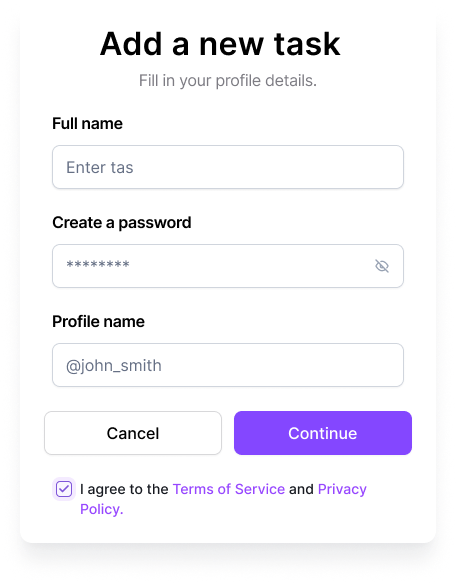 Add a new task
Fill in your profile details.
Full name
Enter tas
Create a password
********
Profile name
@john_smith
Cancel
Continue
I agree to the Terms of Service and Privacy
Policy.